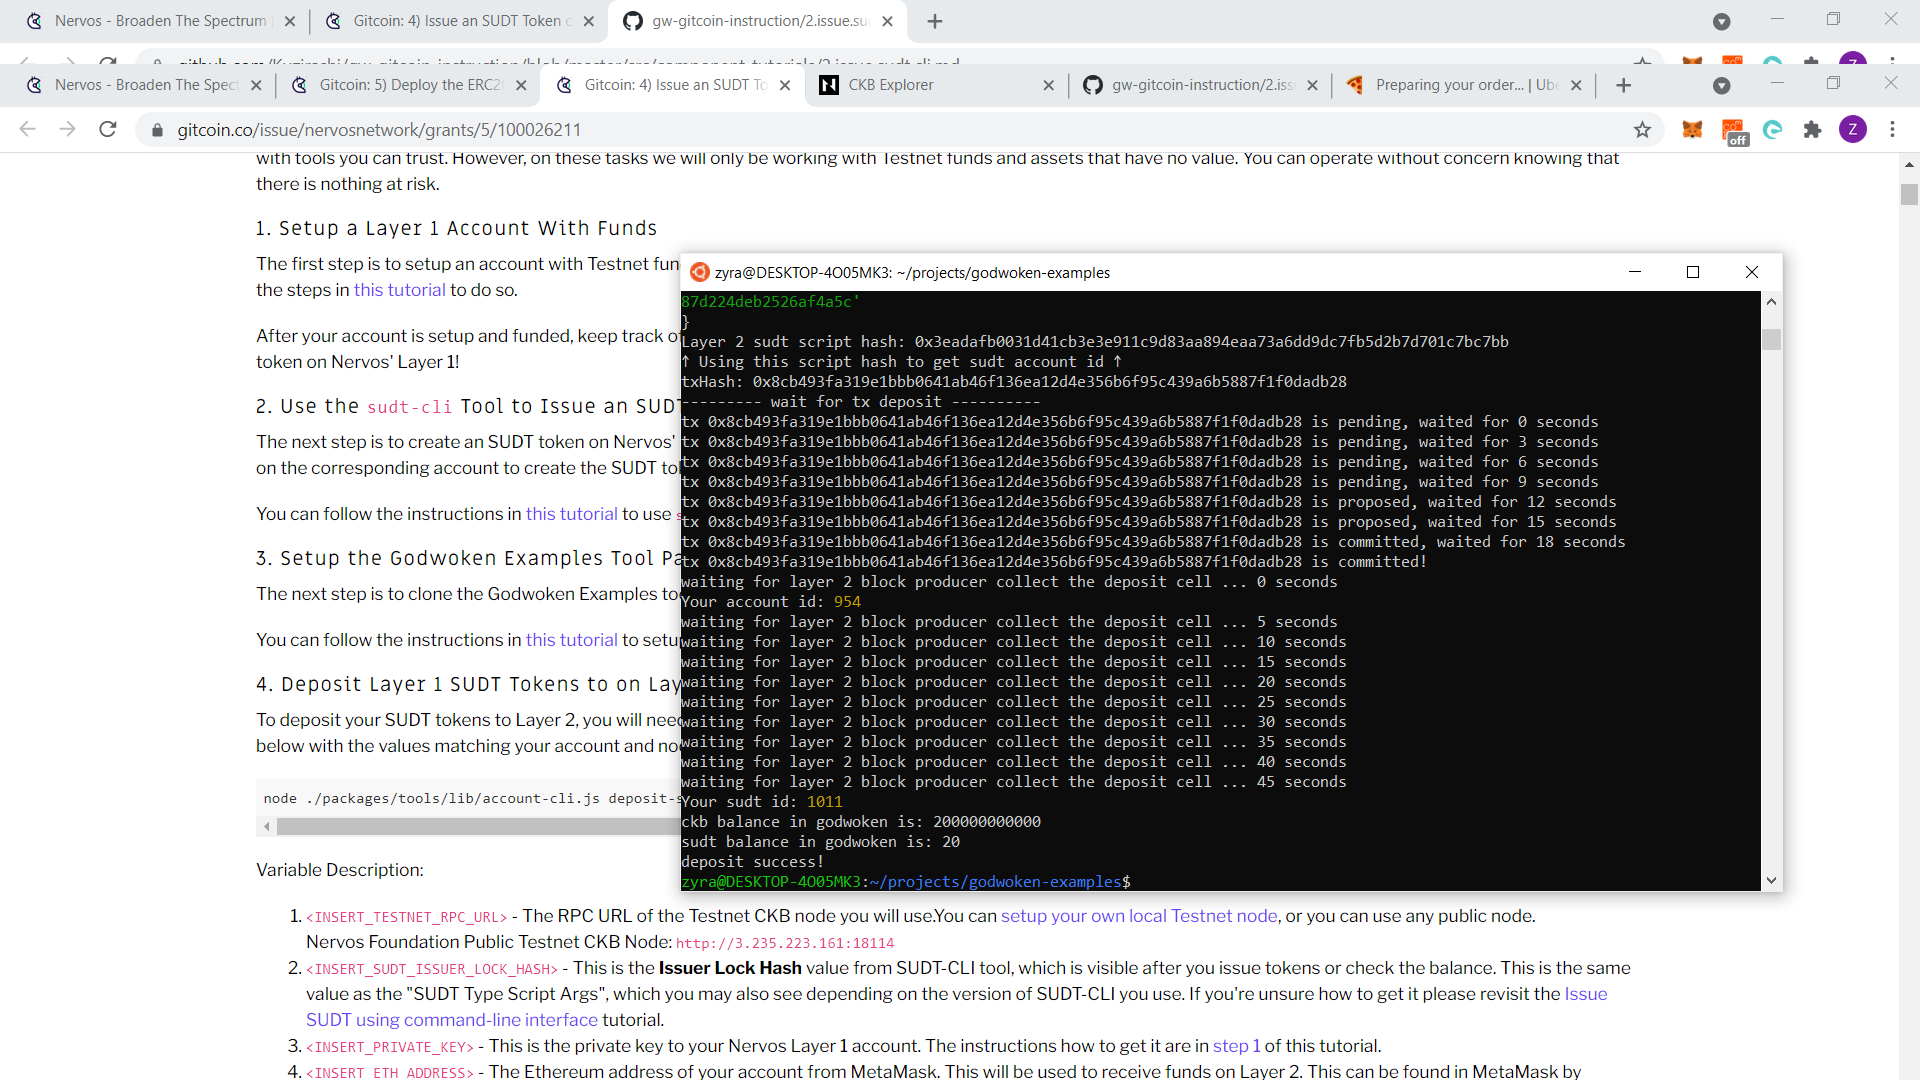 Nervos - Broaden The Spectrum
Gitcoin: 4) Issue an SUDT Token o
gw-gitcoin-instruction/2.issue.su
Nervos - Broaden The Spect
Gitcoin: 5) Deploy the ERC2
Gitcoin: 4) Issue an SUDT To
CKB Explorer
gw-gitcoin-instruction/2.iss
Preparing your order... | Ube
gitcoin.co/issue/nervosnetwork/grants/5/100026211
off
Z
with tools you can trust. However, on these tasks we will only be working with Testnet funds and assets that have no value. You can operate without concern knowing that
there is nothing at risk.
1. Setup a Layer 1 Account With Funds
The first step is to setup an account with Testnet fun
the steps in this tutorial to do so.
After your account is setup and funded, keep track of
token on Nervos' Layer 1!
2. Use the sudt-cli Tool to Issue an SUDT
The next step is to create an SUDT token on Nervos'
on the corresponding account to create the SUDT to
You can follow the instructions in this tutorial to use s
3. Setup the Godwoken Examples Tool Pa
The next step is to clone the Godwoken Examples to
You can follow the instructions in this tutorial to setu
4. Deposit Layer 1 SUDT Tokens to on Lay
To deposit your SUDT tokens to Layer 2, you will need
below with the values matching your account and no
node ./packages/tools/lib/account-cli.js deposit-s
Variable Description:
1. <INSERT_TESTNET_RPC_URL> - The RPC URL of the Testnet CKB node you will use.You can setup your own local Testnet node, or you can use any public node.
Nervos Foundation Public Testnet CKB Node: http://3.235.223.161:18114
2. <INSERT_SUDT_ISSUER_LOCK_HASH> - This is the Issuer Lock Hash value from SUDT-CLI tool, which is visible after you issue tokens or check the balance. This is the same
value as the "SUDT Type Script Args", which you may also see depending on the version of SUDT-CLI you use. If you're unsure how to get it please revisit the Issue
SUDT using command-line interface tutorial.
3. <INSERT_PRIVATE_KEY> - This is the private key to your Nervos Layer 1 account. The instructions how to get it are in step 1 of this tutorial.
4. <INSERT_ETH_ADDRESS> - The Ethereum address of your account from MetaMask. This will be used to receive funds on Layer 2. This can be found in MetaMask by
zyra@DESKTOP-4O05MK3: ~/projects/godwoken-examples
87d224deb2526af4a5c'
}
Layer 2 sudt script hash: 0x3eadafb0031d41cb3e3e911c9d83aa894eaa73a6dd9dc7fb5d2b7d701c7bc7bb
↑ Using this script hash to get sudt account id ↑
txHash: 0x8cb493fa319e1bbb0641ab46f136ea12d4e356b6f95c439a6b5887f1f0dadb28
--------- wait for tx deposit ----------
tx 0x8cb493fa319e1bbb0641ab46f136ea12d4e356b6f95c439a6b5887f1f0dadb28 is pending, waited for 0 seconds
tx 0x8cb493fa319e1bbb0641ab46f136ea12d4e356b6f95c439a6b5887f1f0dadb28 is pending, waited for 3 seconds
tx 0x8cb493fa319e1bbb0641ab46f136ea12d4e356b6f95c439a6b5887f1f0dadb28 is pending, waited for 6 seconds
tx 0x8cb493fa319e1bbb0641ab46f136ea12d4e356b6f95c439a6b5887f1f0dadb28 is pending, waited for 9 seconds
tx 0x8cb493fa319e1bbb0641ab46f136ea12d4e356b6f95c439a6b5887f1f0dadb28 is proposed, waited for 12 seconds
tx 0x8cb493fa319e1bbb0641ab46f136ea12d4e356b6f95c439a6b5887f1f0dadb28 is proposed, waited for 15 seconds
tx 0x8cb493fa319e1bbb0641ab46f136ea12d4e356b6f95c439a6b5887f1f0dadb28 is committed, waited for 18 seconds
tx 0x8cb493fa319e1bbb0641ab46f136ea12d4e356b6f95c439a6b5887f1f0dadb28 is committed!
waiting for layer 2 block producer collect the deposit cell ... 0 seconds
Your account id: 954
waiting for layer 2 block producer collect the deposit cell ... 5 seconds
waiting for layer 2 block producer collect the deposit cell ... 10 seconds
waiting for layer 2 block producer collect the deposit cell ... 15 seconds
waiting for layer 2 block producer collect the deposit cell ... 20 seconds
waiting for layer 2 block producer collect the deposit cell ... 25 seconds
waiting for layer 2 block producer collect the deposit cell ... 30 seconds
waiting for layer 2 block producer collect the deposit cell ... 35 seconds
waiting for layer 2 block producer collect the deposit cell ... 40 seconds
waiting for layer 2 block producer collect the deposit cell ... 45 seconds
Your sudt id: 1011
ckb balance in godwoken is: 200000000000
sudt balance in godwoken is: 20
deposit success!
zyra@DESKTOP-4O05MK3:~/projects/godwoken-examples$